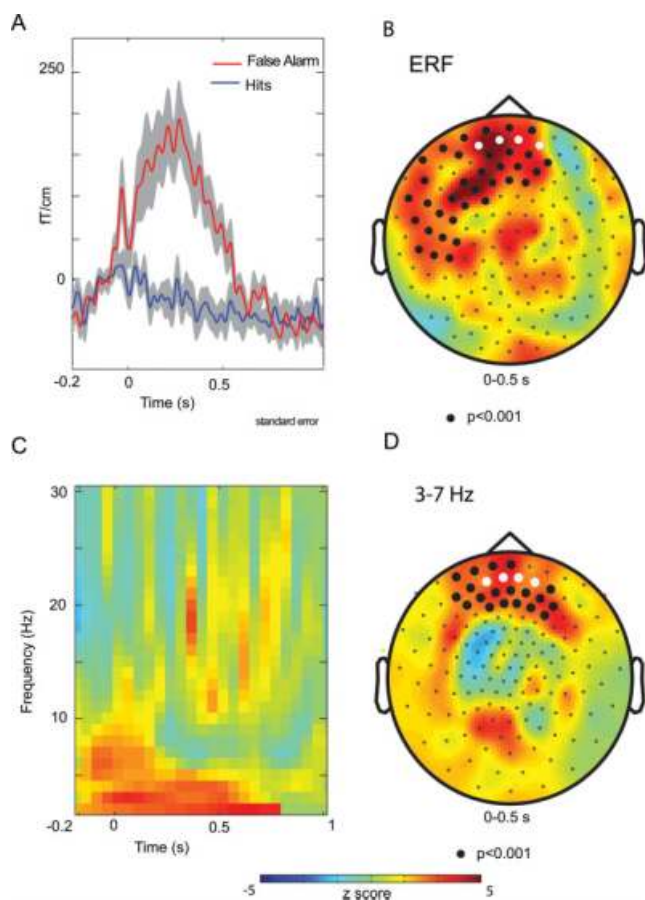 A
250
False Alarm
Hits
fT/cm
0
-0.2
0
0.5
Time (s)
standard error
B
ERF
0-0.5 s
p<0.001
C
30
20
10
Frequency (Hz)
-0.2
0
0.5
1
Time (s)
D
3-7 Hz
0-0.5 s
p<0.001
-5
z score
5